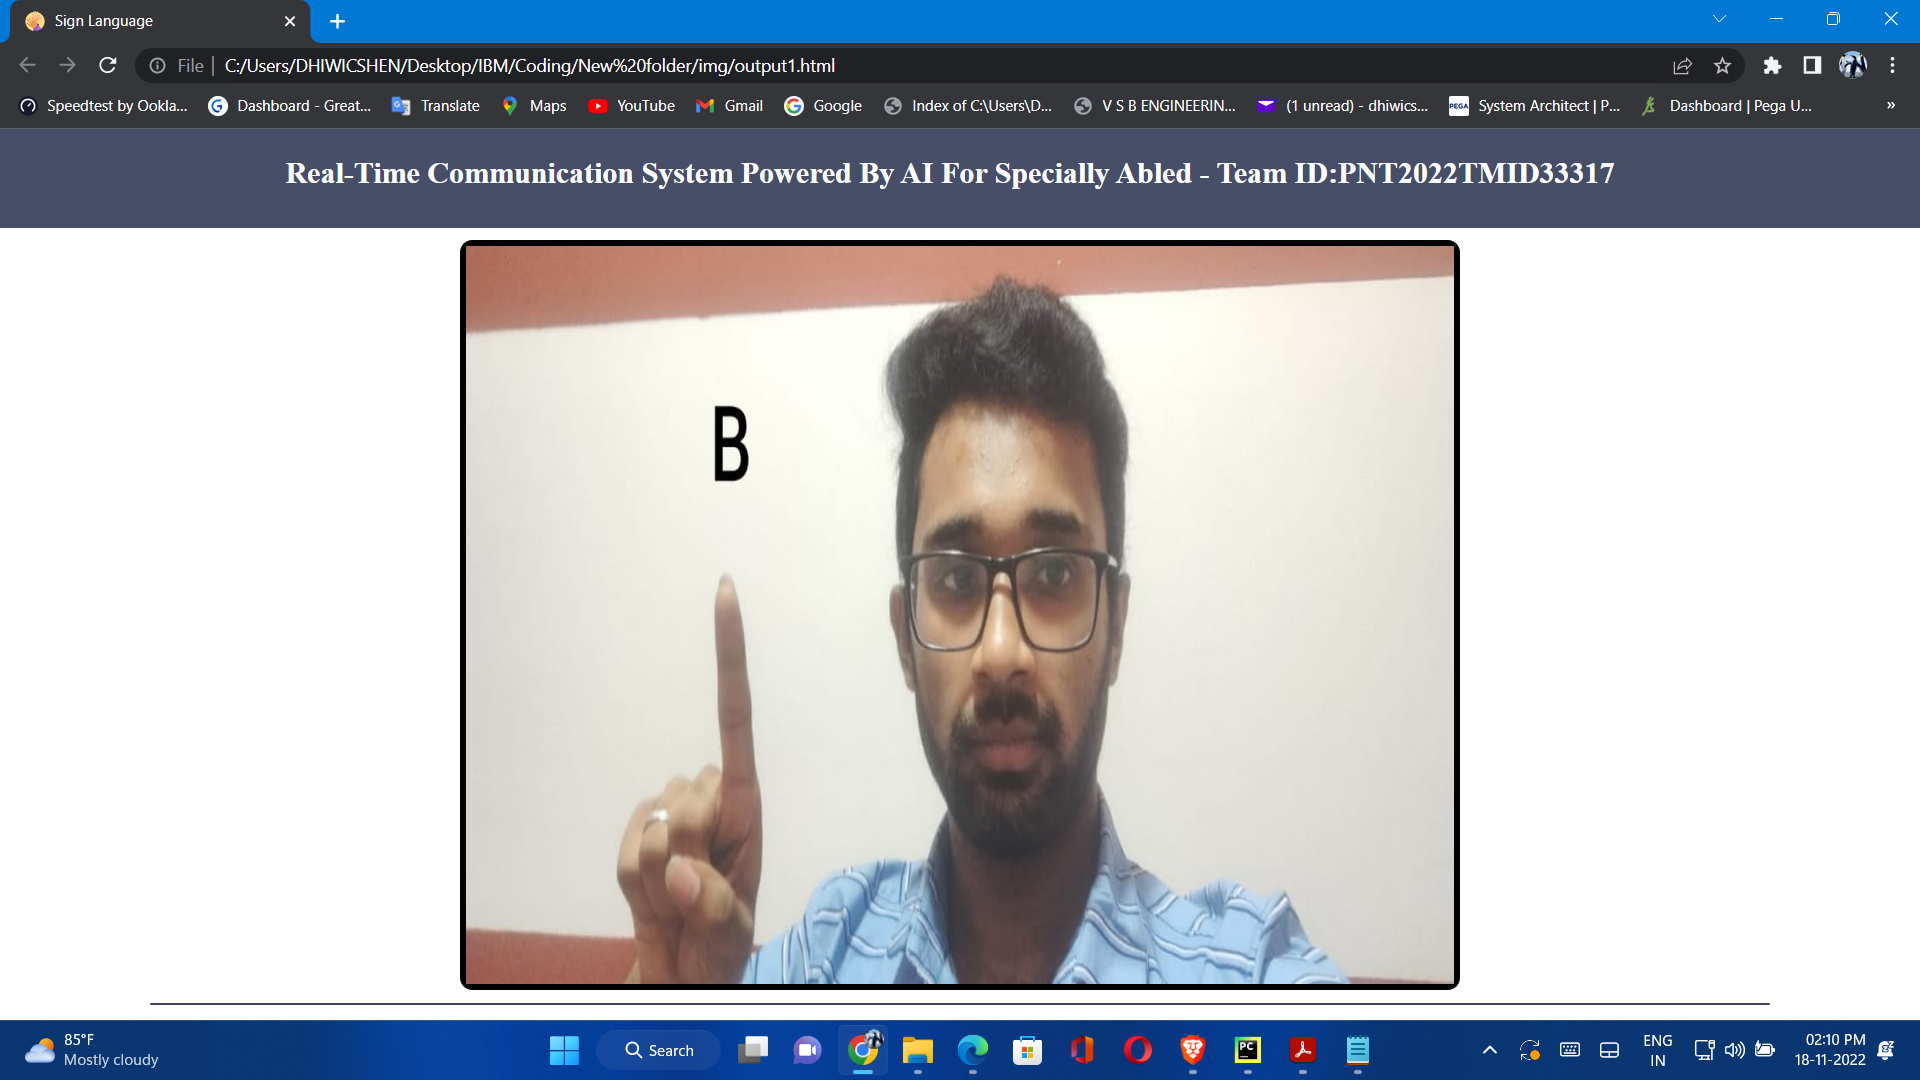 Sign Language
File C:/Users/DHIWICSHEN/Desktop/IBM/Coding/New%20folder/img/output1.html
Speedtest by Ookla... Dashboard - Great... Translate Maps YouTube Gmail Google Index of C:\Users\D... V S B ENGINEERIN... (1 unread) - dhiwics... PEGA System Architect | P... Dashboard | Pega U... »
Real-Time Communication System Powered By AI For Specially Abled - Team ID:PNT2022TMID33317
B
85°F
Mostly cloudy
Search
PC
ENG
IN
02:10 PM
18-11-2022